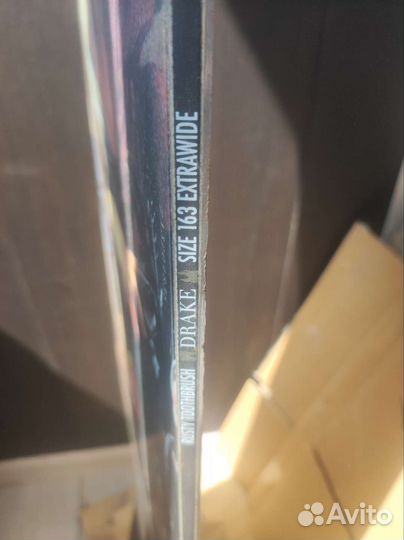 RUSTY TOOTHBRUSH DRAKE SIZE 163 EXTRAWIDE
Avito